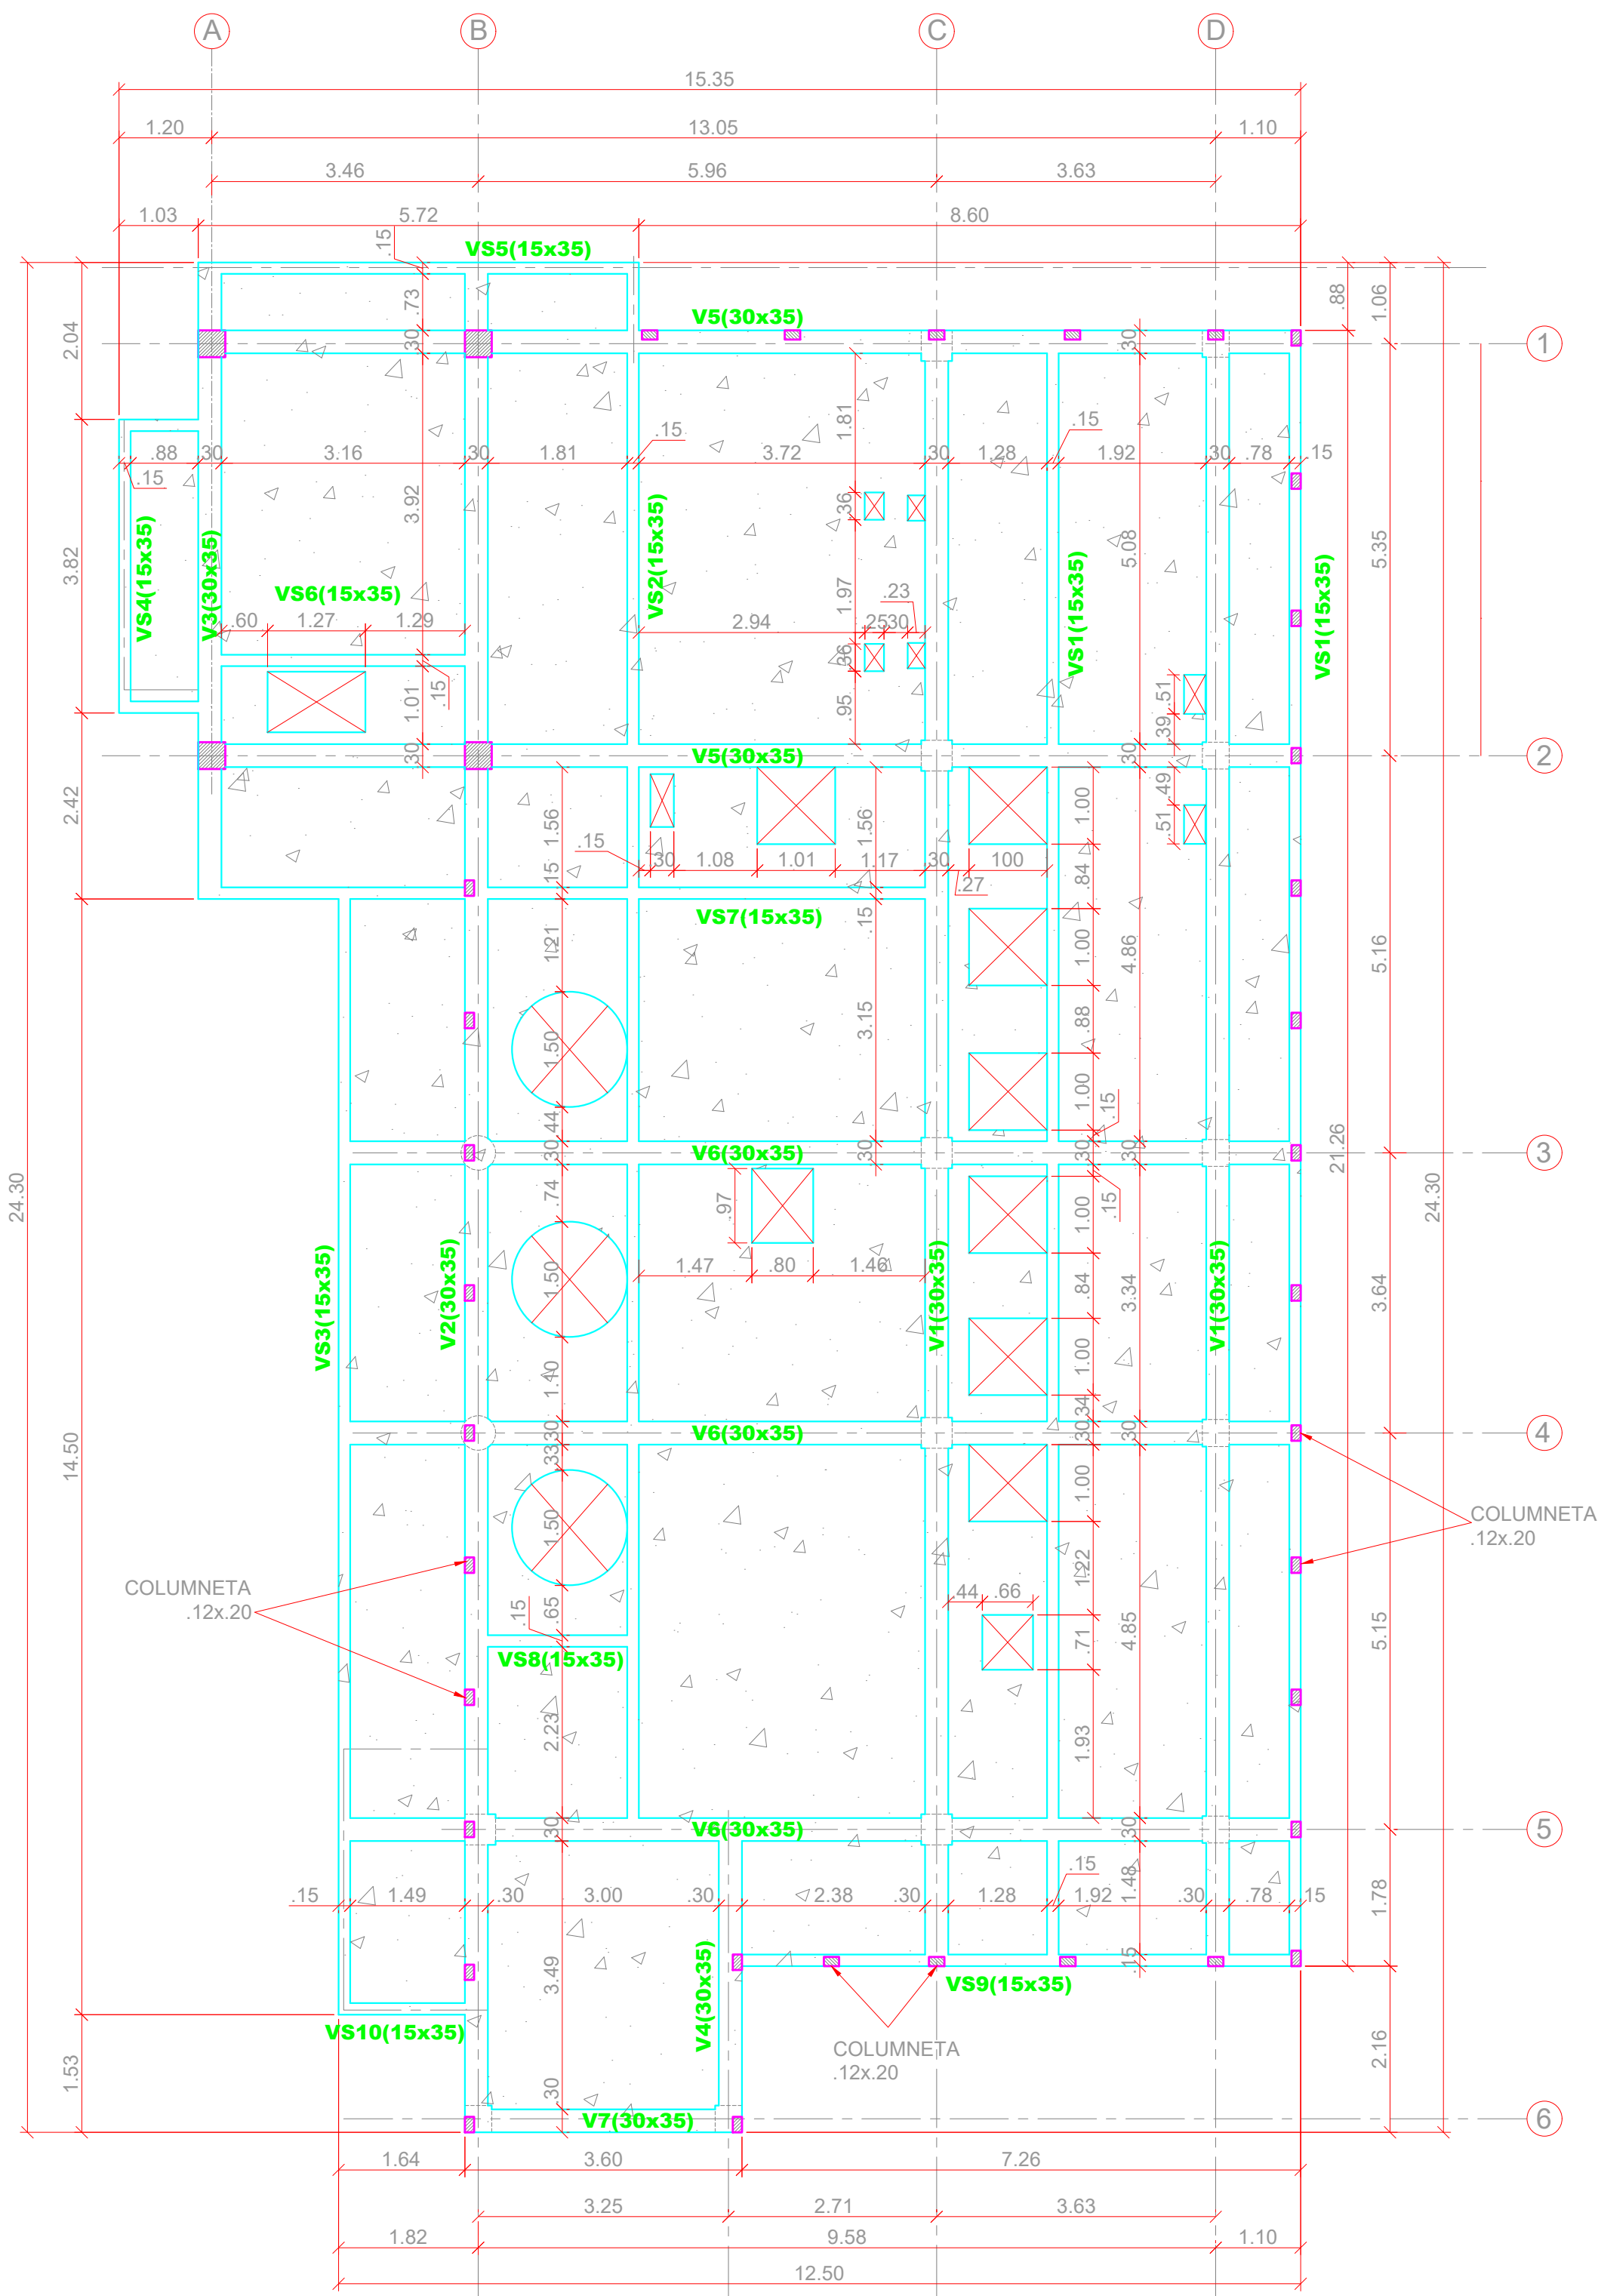 A B C D
15.35
1.20 13.05 1.10
3.46 5.96 3.63
1.03 5.72 8.60
VS5(15x35)
.15
.73
.88
1.06
2.04
V5(30x35)
30
30
1
1.81
.15
.15
.88 30 3.16 30 1.81 3.72 30 1.28 1.92 30 .78 .15
.15
3.92
36
5.08
5.35
3.82
VS4(15x35)
V3(30x35)
VS6(15x35)
VS2(15x35)
VS1(15x35)
VS1(15x35)
1.97
.23
.60 1.27 1.29
2.94 25 30
36
1.01
.15
.95
.51
39
30
V5(30x35)
30
2
2.42
1.56
1.56
1.00
.49
.51
.15
30 1.08 1.01 1.17 30 100
.27
.15
.84
VS7(15x35)
.15
1.21
1.00
4.86
5.16
3.15
.88
1.50
1.00
.15
.44
30
V6(30x35)
30
30
30
3
21.26
24.30
24.30
.74
.97
.15
1.00
1.47 .80 1.46
1.50
VS3(15x35)
V2(30x35)
V1(30x35)
V1(30x35)
.84
3.34
3.64
1.00
1.10
.34
30
V6(30x35)
30
30
4
14.50
33
1.00
1.50
COLUMNETA
.12x.20
1.22
COLUMNETA
.12x.20
.44 .66
.15
.65
.71
4.85
5.15
VS8(15x35)
2.23
1.93
30
V6(30x35)
30
5
.15
1.48
.15 1.49 .30 3.00 .30 2.38 .30 1.28 1.92 .30 .78 .15
1.78
3.49
V4(30x35)
.15
VS9(15x35)
VS10(15x35)
COLUMNETA
.12x.20
1.53
2.16
.30
V7(30x35)
6
1.64 3.60 7.26
3.25 2.71 3.63
1.82 9.58 1.10
12.50